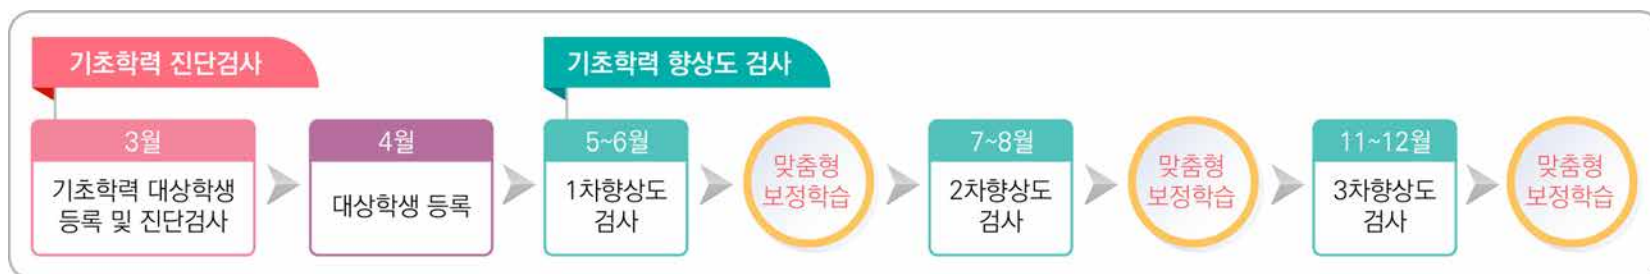 기초학력 진단검사
기초학력 향상도 검사
3월
기초학력 대상학생
등록 및 진단검사
4월
대상학생 등록
5~6월
1차향상도
검사
맞춤형
보정학습
7~8월
2차향상도
검사
맞춤형
보정학습
11~12월
3차향상도
검사
맞춤형
보정학습